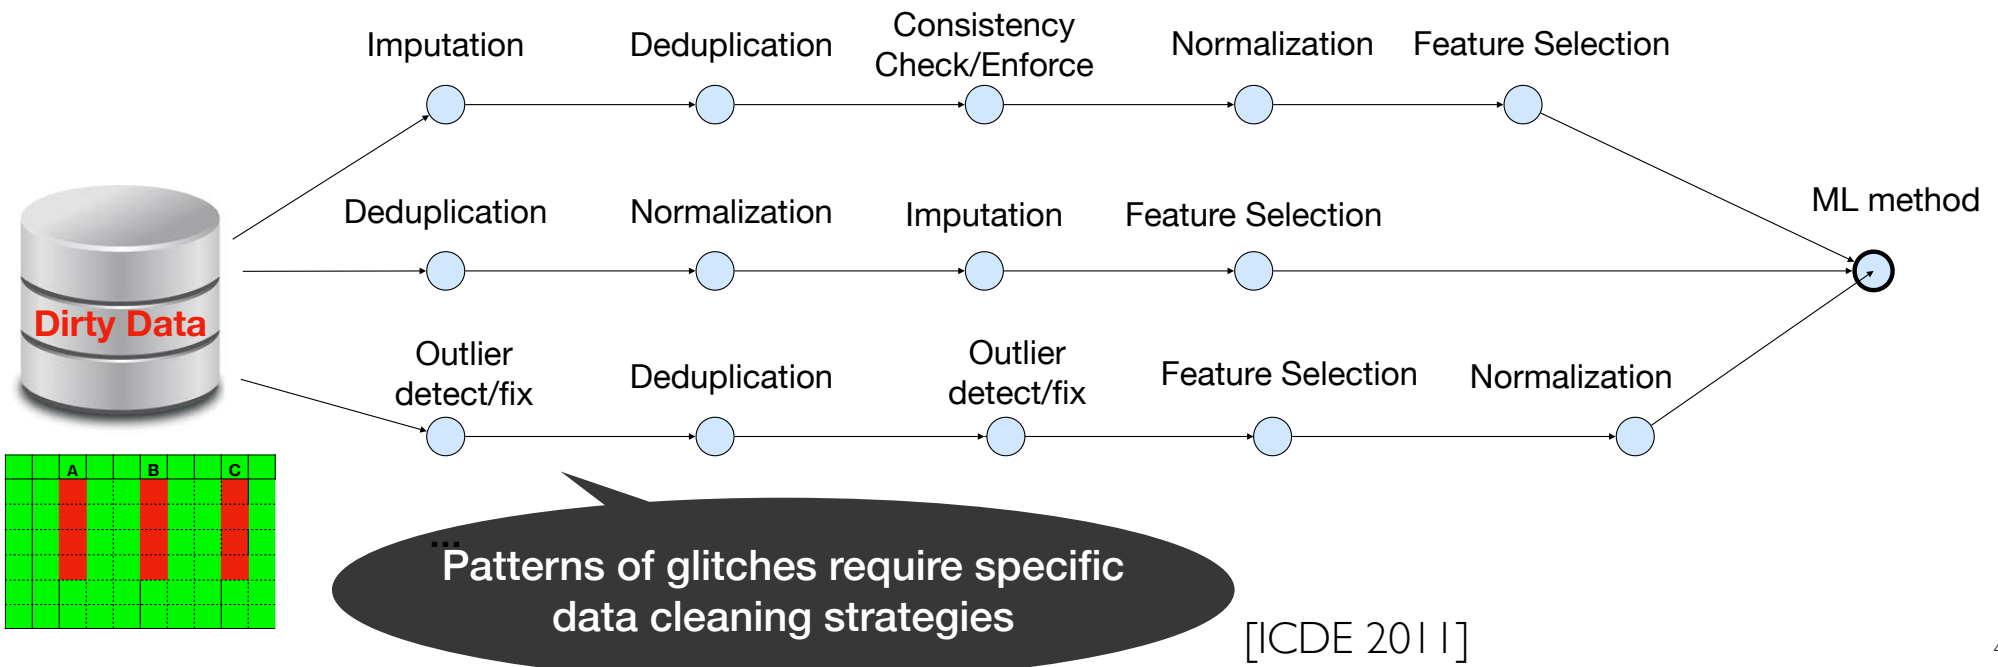 Imputation
Deduplication
Consistency
Check/Enforce
Normalization
Feature Selection
Deduplication
Normalization
Imputation
Feature Selection
ML method
Dirty Data
Outlier
detect/fix
Deduplication
Outlier
detect/fix
Feature Selection
Normalization
A B C
...
Patterns of glitches require specific
data cleaning strategies
[ICDE 2011]
4